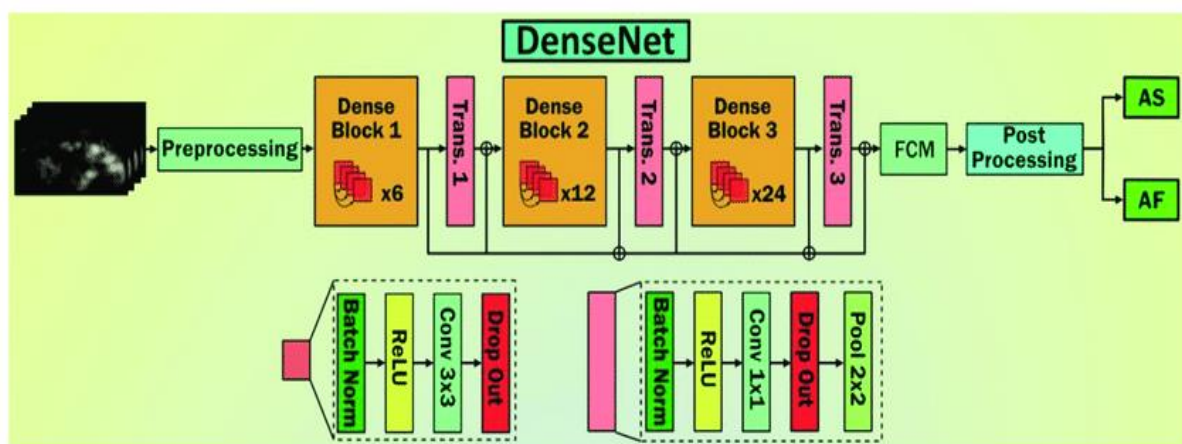 DenseNet
Preprocessing
Dense
Block 1
x6
Trans. 1
Dense
Block 2
x12
Trans. 2
Dense
Block 3
x24
Trans. 3
FCM
Post
Processing
AS
AF
Batch Norm
ReLU
Conv 3x3
Drop Out
Batch Norm
ReLU
Conv 1x1
Drop Out
Pool 2x2